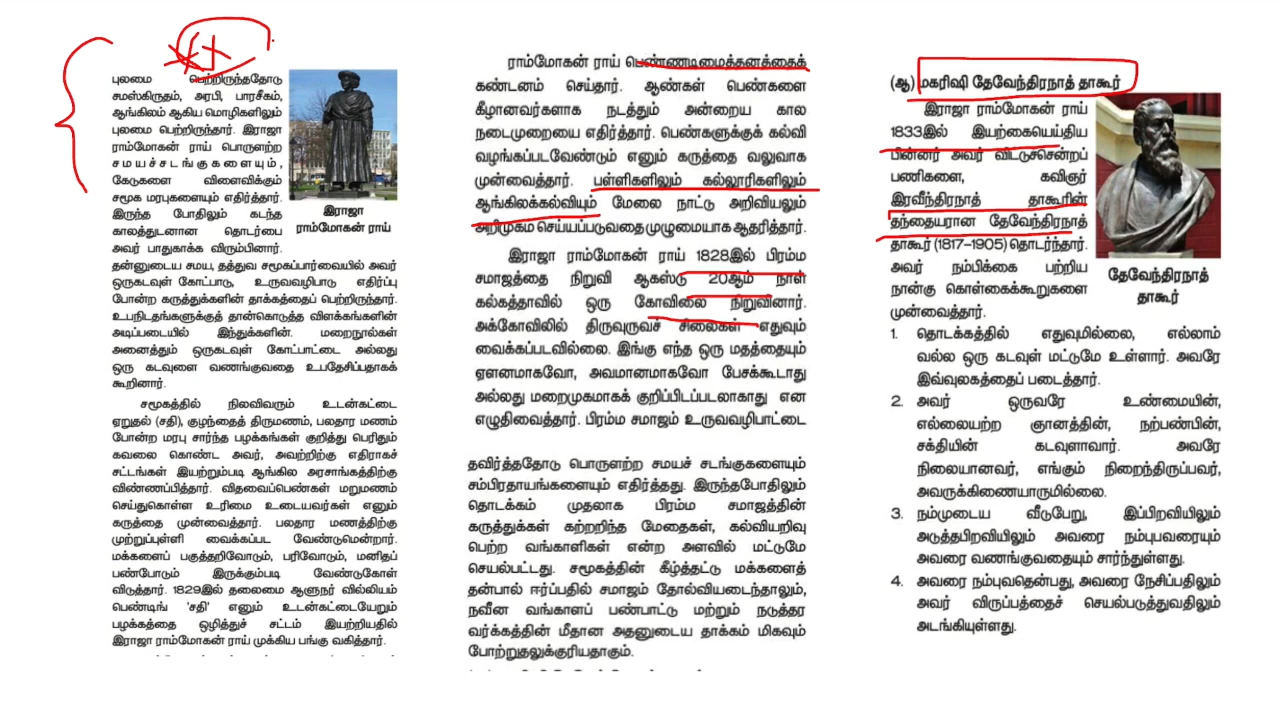 புலமை பெற்றிருந்ததோடு
சமஸ்கிருதம், அரபி, பாரசீகம்,
ஆங்கிலம் ஆகிய மொழிகளிலும்
புலமை பெற்றிருந்தார். இராஜா
ராம்மோகன் ராய் பொருளற்ற
சமயச்சடங்குகளையும்,
கேடுகளை விளைவிக்கும்
சமூக மரபுகளையும் எதிர்த்தார்.
இருந்த போதிலும் கடந்த
காலத்துடனான தொடர்பை
அவர் பாதுகாக்க விரும்பினார்.
இராஜா
ராம்மோகன் ராய்
தன்னுடைய சமய, தத்துவ சமூகப்பார்வையில் அவர்
ஒருகடவுள் கோட்பாடு, உருவவழிபாடு எதிர்ப்பு
போன்ற கருத்துக்களின் தாக்கத்தைப் பெற்றிருந்தார்.
உபநிடதங்களுக்குத் தான்கொடுத்த விளக்கங்களின்
அடிப்படையில் இந்துக்களின். மறைநூல்கள்
அனைத்தும் ஒருகடவுள் கோட்பாட்டை அல்லது
ஒரு கடவுளை வணங்குவதை உபதேசிப்பதாகக்
கூறினார்.
சமூகத்தில் நிலவிவரும் உடன்கட்டை
ஏறுதல் (சதி), குழந்தைத் திருமணம், பலதார மணம்
போன்ற மரபு சார்ந்த பழக்கங்கள் குறித்து பெரிதும்
கவலை கொண்ட அவர், அவற்றிற்கு எதிராகச்
சட்டங்கள் இயற்றும்படி ஆங்கில அரசாங்கத்திற்கு
விண்ணப்பித்தார். விதவைப்பெண்கள் மறுமணம்
செய்துகொள்ள உரிமை உடையவர்கள் எனும்
கருத்தை முன்வைத்தார். பலதார மணத்திற்கு
முற்றுப்புள்ளி வைக்கப்பட வேண்டுமென்றார்.
மக்களைப் பகுத்தறிவோடும், பரிவோடும், மனிதப்
பண்போடும் இருக்கும்படி வேண்டுகோள்
விடுத்தார். 1829இல் தலைமை ஆளுநர் வில்லியம்
பெண்டிங் 'சதி' எனும் உடன்கட்டையேறும்
பழக்கத்தை ஒழித்துச் சட்டம் இயற்றியதில்
இராஜா ராம்மோகன் ராய் முக்கிய பங்கு வகித்தார்.
ராம்மோகன் ராய் பெண்ணடிமைத்தனத்தைக்
கண்டனம் செய்தார். ஆண்கள் பெண்களை
கீழானவர்களாக நடத்தும் அன்றைய கால
நடைமுறையை எதிர்த்தார். பெண்களுக்குக் கல்வி
வழங்கப்படவேண்டும் எனும் கருத்தை வலுவாக
முன்வைத்தார். பள்ளிகளிலும் கல்லூரிகளிலும்
ஆங்கிலக்கல்வியும் மேலை நாட்டு அறிவியலும்
அறிமுகம் செய்யப்படுவதை முழுமையாக ஆதரித்தார்.
இராஜா ராம்மோகன் ராய் 1828இல் பிரம்ம
சமாஜத்தை நிறுவி ஆகஸ்டு 20ஆம் நாள்
கல்கத்தாவில் ஒரு கோவிலை நிறுவினார்.
அக்கோவிலில் திருவுருவச் சிலைகள் எதுவும்
வைக்கப்படவில்லை. இங்கு எந்த ஒரு மதத்தையும்
ஏளனமாகவோ, அவமானமாகவோ பேசக்கூடாது
அல்லது மறைமுகமாகக் குறிப்பிடப்படலாகாது என
எழுதிவைத்தார். பிரம்ம சமாஜம் உருவவழிபாட்டை
தவிர்த்ததோடு பொருளற்ற சமயச் சடங்குகளையும்
சம்பிரதாயங்களையும் எதிர்த்தது. இருந்தபோதிலும்
தொடக்கம் முதலாக பிரம்ம சமாஜத்தின்
கருத்துக்கள் கற்றறிந்த மேதைகள், கல்வியறிவு
பெற்ற வங்காளிகள் என்ற அளவில் மட்டுமே
செயல்பட்டது. சமூகத்தின் கீழ்த்தட்டு மக்களைத்
தன்பால் ஈர்ப்பதில் சமாஜம் தோல்வியடைந்தாலும்,
நவீன வங்காளப் பண்பாட்டு மற்றும் நடுத்தர
வர்க்கத்தின் மீதான அதனுடைய தாக்கம் மிகவும்
போற்றுதலுக்குரியதாகும்.
(ஆ) மகரிஷி தேவேந்திரநாத் தாகூர்
இராஜா ராம்மோகன் ராய்
1833இல் இயற்கையெய்திய
பின்னர் அவர் விட்டுச்சென்றப்
பணிகளை, கவிஞர்
இரவீந்திரநாத் தாகூரின்
தந்தையரான தேவேந்திரநாத்
தாகூர் (1817–1905) தொடர்ந்தார்.
அவர் நம்பிக்கை பற்றிய
நான்கு கொள்கைக்கூறுகளை
முன்வைத்தார்.
தேவேந்திரநாத்
தாகூர்
1. தொடக்கத்தில் எதுவுமில்லை, எல்லாம்
வல்ல ஒரு கடவுள் மட்டுமே உள்ளார். அவரே
இவ்வுலகத்தைப் படைத்தார்.
2. அவர் ஒருவரே உண்மையின்,
எல்லையற்ற ஞானத்தின், நற்பண்பின்,
சக்தியின் கடவுளாவார். அவரே
நிலையானவர், எங்கும் நிறைந்திருப்பவர்,
அவருக்கிணையாருமில்லை.
3. நம்முடைய வீடுபேறு, இப்பிறவியிலும்
அடுத்தபிறவியிலும் அவரை நம்புபவரையும்
அவரை வணங்குவதையும் சார்ந்துள்ளது.
4. அவரை நம்புவதென்பது, அவரை நேசிப்பதிலும்
அவர் விருப்பத்தைச் செயல்படுத்துவதிலும்
அடங்கியுள்ளது.